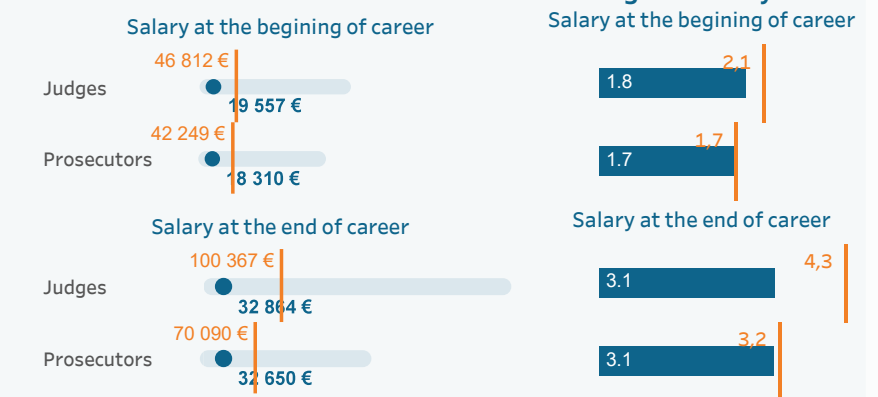 Salary at the begining of career
46 812 €
Judges
19 557 €
42 249 €
Prosecutors
18 310 €
Salary at the end of career
100 367 €
Judges
32 864 €
70 090 €
Prosecutors
32 650 €
Salary at the begining of career
2,1
1.8
1,7
1.7
Salary at the end of career
4,3
3.1
3,2
3.1